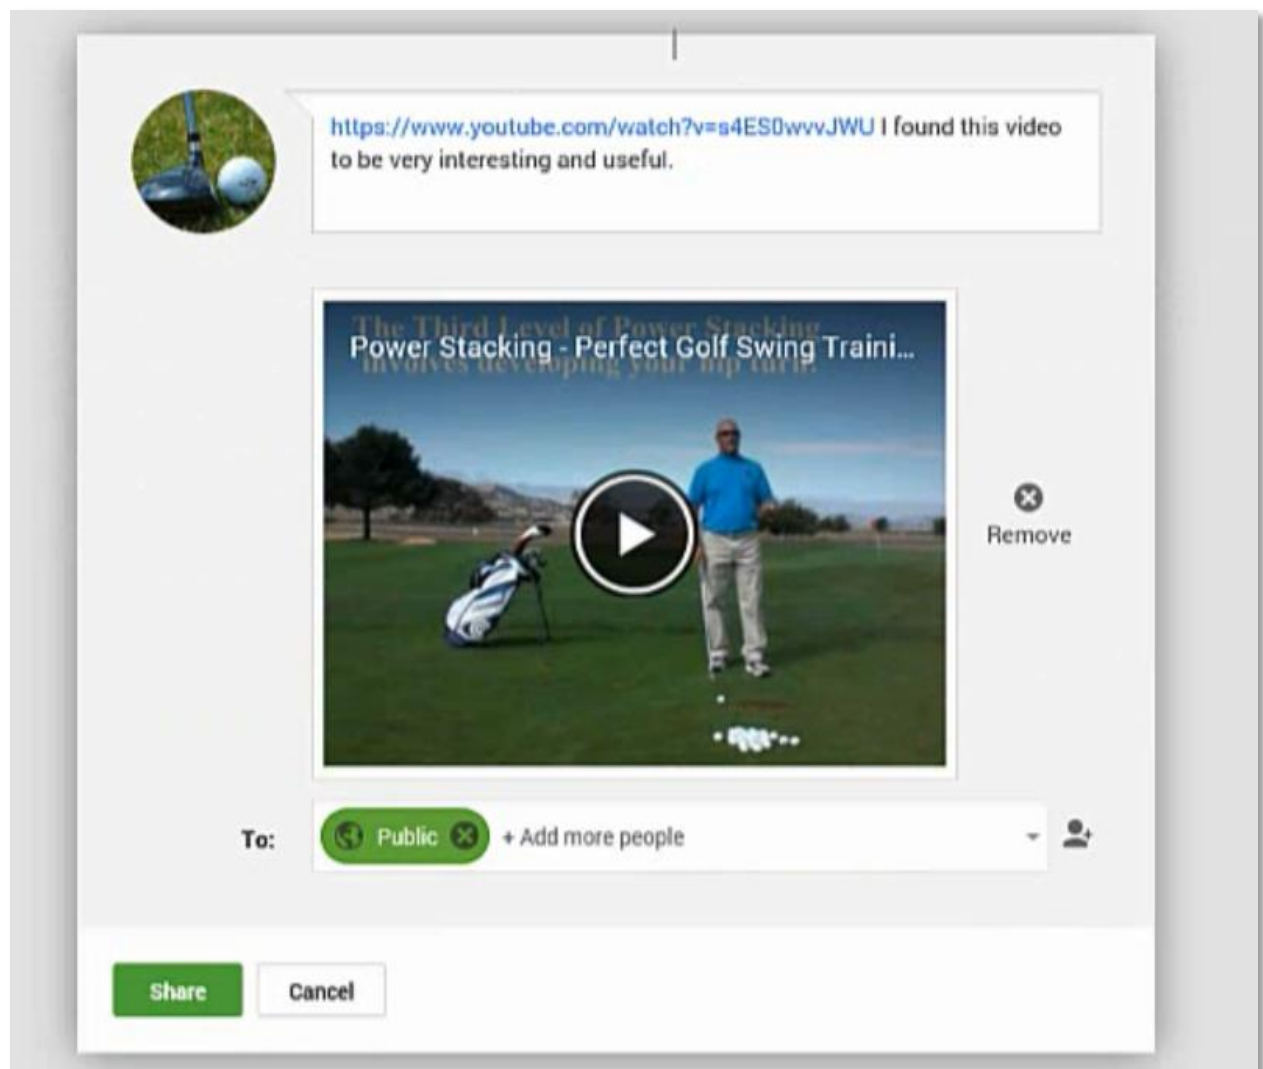 https://www.youtube.com/watch?v=s4ES0wvvJWU I found this video
to be very interesting and useful.
The Third Level of Power Stacking
Power Stacking - Perfect Golf Swing Traini...
involves developing your hip turn.
Remove
To:
Public
+ Add more people
Share
Cancel